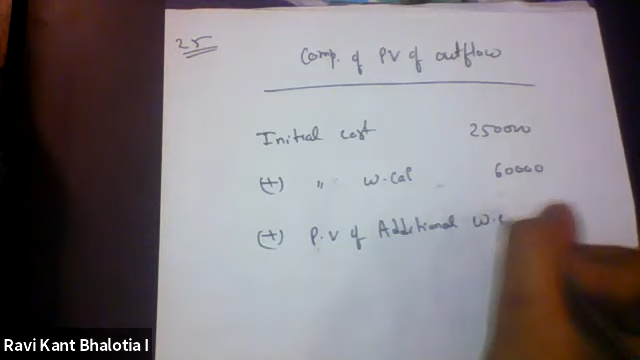 25
Comp. of PV of outflow
Initial cost 250000
(+) " W.Cap 60000
(+) P.V of Additional W.C
Ravi Kant Bhalotia I